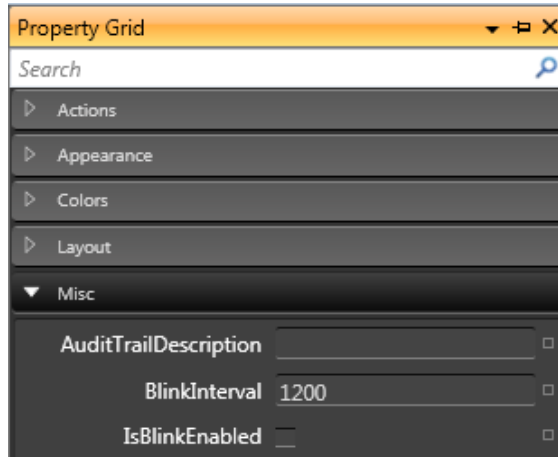 Property Grid
Search
Actions
Appearance
Colors
Layout
Misc
AuditTrailDescription
BlinkInterval 1200
IsBlinkEnabled